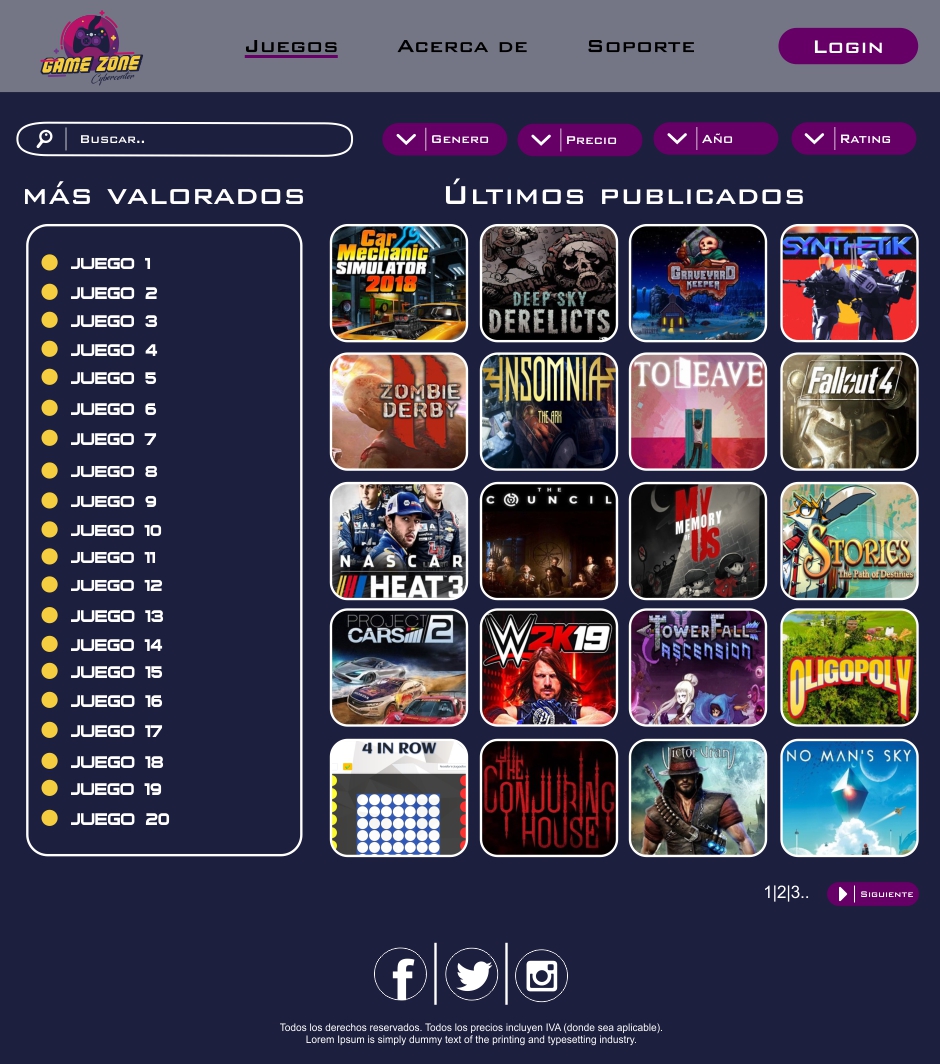 GAME ZONE
Cybercenter
Juegos
Acerca de
Soporte
Login
Buscar..
Genero
Precio
Año
Rating
MÁS VALORADOS
Últimos publicados
JUEGO 1
JUEGO 2
JUEGO 3
JUEGO 4
JUEGO 5
JUEGO 6
JUEGO 7
JUEGO 8
JUEGO 9
JUEGO 10
JUEGO 11
JUEGO 12
JUEGO 13
JUEGO 14
JUEGO 15
JUEGO 16
JUEGO 17
JUEGO 18
JUEGO 19
JUEGO 20
Car
Mechanic
SIMULATOR
2018
DEEP SKY
DERELICTS
GRAVEYARD
KEEPER
SYNTHETIK
ZOMBIE
DERBY
II
INSOMNIA
THE ARK
TO LEAVE
Fallout 4
NASCAR
HEAT 3
THE
COUNCIL
MY
MEMORY
OF
US
STORIES
The Path of Destinies
PROJECT
CARS 2
W2K19
TOWERFALL
ASCENSION
OLIGOPOLY
4 IN ROW
THE
CONJURING
HOUSE
Victor Vran
NO MAN'S SKY
1|2|3..
Siguiente
Todos los derechos reservados. Todos los precios incluyen IVA (donde sea aplicable).
Lorem Ipsum is simply dummy text of the printing and typesetting industry.